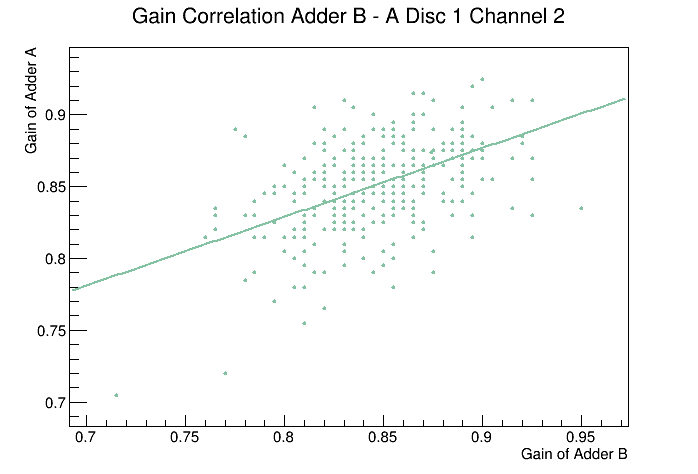 Gain Correlation Adder B - A Disc 1 Channel 2
Gain of Adder A
0.9
0.85
0.8
0.75
0.7
0.7 0.75 0.8 0.85 0.9 0.95
Gain of Adder B